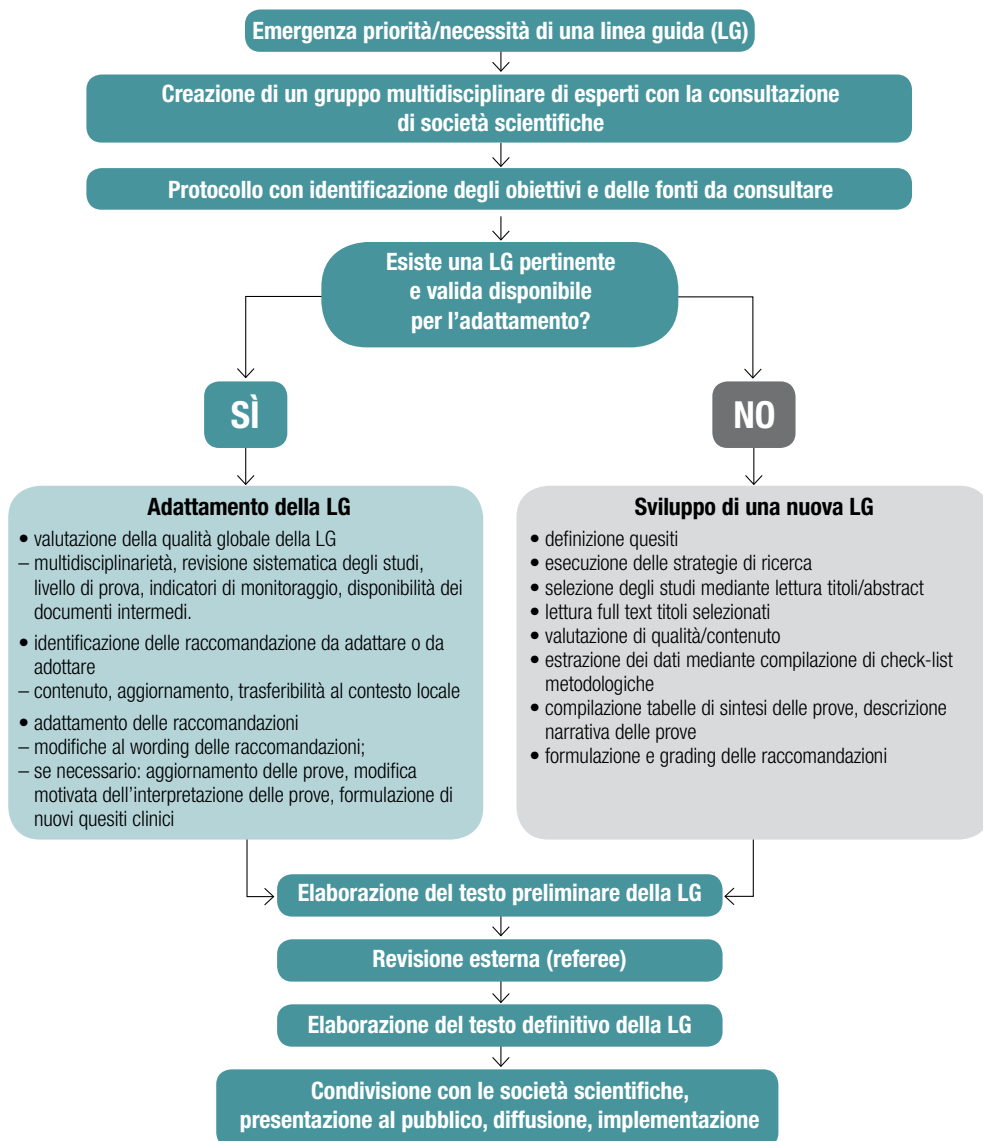 Emergenza priorità/necessità di una linea guida (LG)
Creazione di un gruppo multidisciplinare di esperti con la consultazione
di società scientifiche
Protocollo con identificazione degli obiettivi e delle fonti da consultare
Esiste una LG pertinente
e valida disponibile
per l'adattamento?
SÌ
NO
Adattamento della LG
• valutazione della qualità globale della LG
– multidisciplinarietà, revisione sistematica degli studi,
livello di prova, indicatori di monitoraggio, disponibilità dei
documenti intermedi.
• identificazione delle raccomandazione da adattare o da
adottare
– contenuto, aggiornamento, trasferibilità al contesto locale
• adattamento delle raccomandazioni
– modifiche al wording delle raccomandazioni;
– se necessario: aggiornamento delle prove, modifica
motivata dell'interpretazione delle prove, formulazione di
nuovi quesiti clinici
Sviluppo di una nuova LG
• definizione quesiti
• esecuzione delle strategie di ricerca
• selezione degli studi mediante lettura titoli/abstract
• lettura full text titoli selezionati
• valutazione di qualità/contenuto
• estrazione dei dati mediante compilazione di check-list
metodologiche
• compilazione tabelle di sintesi delle prove, descrizione
narrativa delle prove
• formulazione e grading delle raccomandazioni
Elaborazione del testo preliminare della LG
Revisione esterna (referee)
Elaborazione del testo definitivo della LG
Condivisione con le società scientifiche,
presentazione al pubblico, diffusione, implementazione